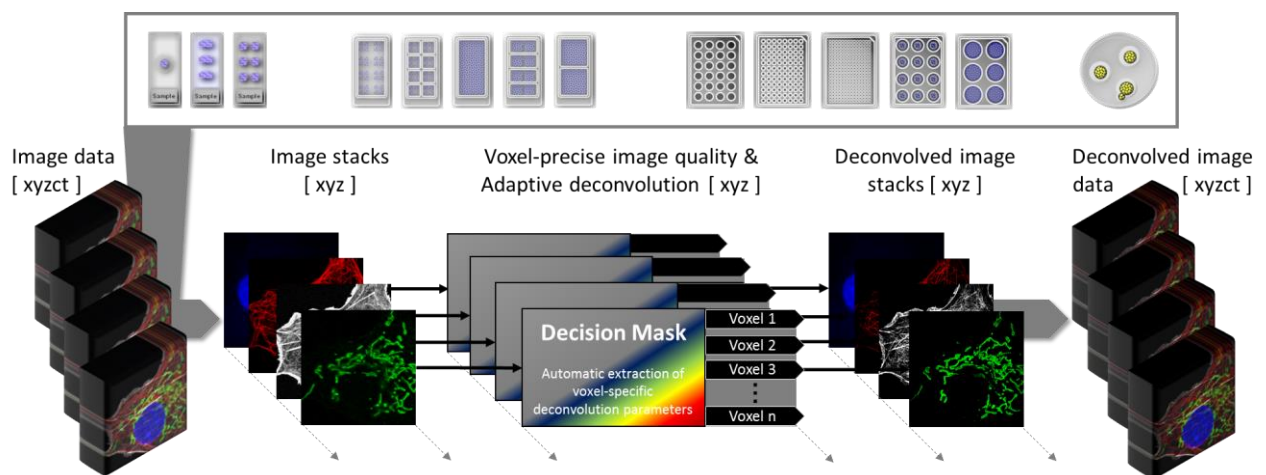 Sample Sample Sample
Image data
[ xyzct ]
Image stacks
[ xyz ]
Voxel-precise image quality &
Adaptive deconvolution [ xyz ]
Deconvolved image
stacks [ xyz ]
Deconvolved image
data [ xyzct ]
Decision Mask
Automatic extraction of
voxel-specific
deconvolution parameters
Voxel 1
Voxel 2
Voxel 3
⋮
Voxel n